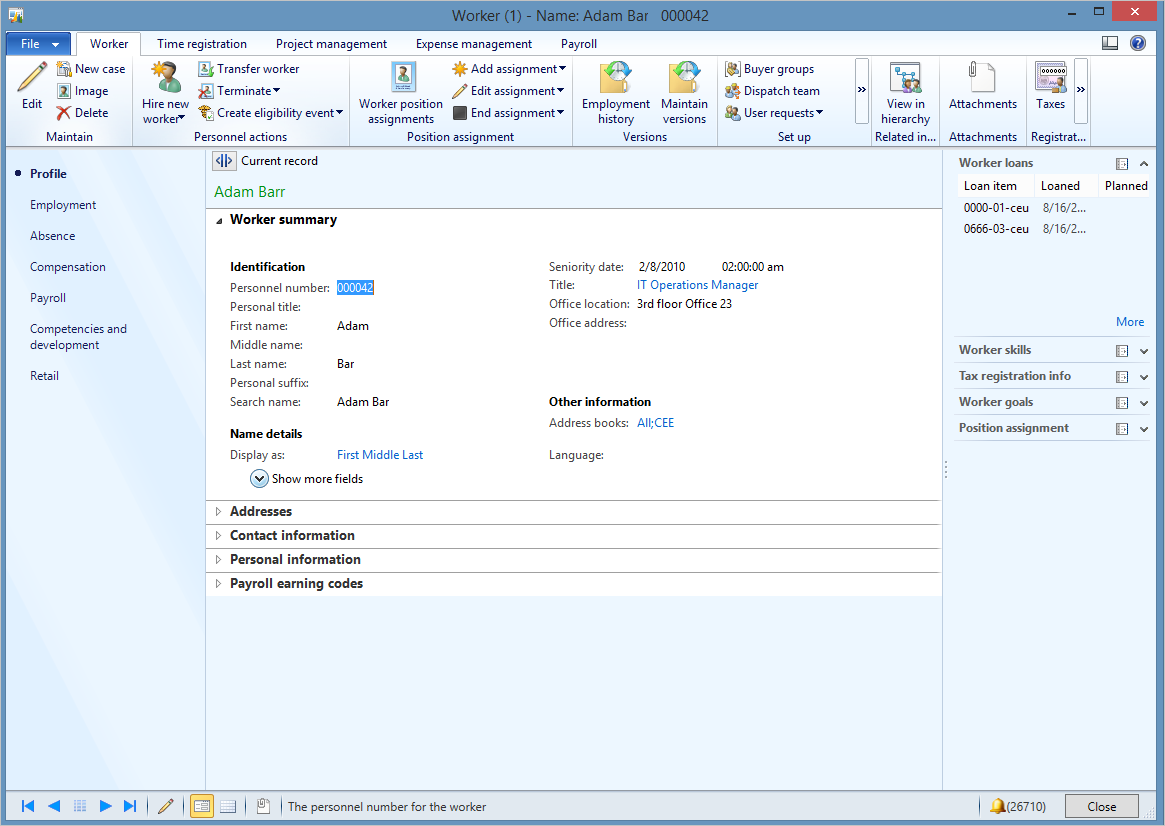 Worker (1) - Name: Adam Bar 000042
File Worker Time registration Project management Expense management Payroll
Edit
New case
Image
Delete
Maintain
Hire new
worker
Transfer worker
Terminate
Create eligibility event
Personnel actions
Worker position
assignments
Add assignment
Edit assignment
End assignment
Position assignment
Employment
history
Maintain
versions
Versions
Buyer groups
Dispatch team
User requests
Set up
»
View in
hierarchy
Related in...
Attachments
Attachments
Taxes
Registrat...
»
Profile
Employment
Absence
Compensation
Payroll
Competencies and
development
Retail
Current record
Adam Barr
Worker summary
Identification
Personnel number: 000042
Personal title:
First name: Adam
Middle name:
Last name: Bar
Personal suffix:
Search name: Adam Bar
Name details
Display as: First Middle Last
Show more fields
Seniority date: 2/8/2010 02:00:00 am
Title: IT Operations Manager
Office location: 3rd floor Office 23
Office address:
Other information
Address books: All;CEE
Language:
Addresses
Contact information
Personal information
Payroll earning codes
Worker loans
Loan item Loaned Planned
0000-01-ceu 8/16/2...
0666-03-ceu 8/16/2...
More
Worker skills
Tax registration info
Worker goals
Position assignment
The personnel number for the worker
(26710)
Close